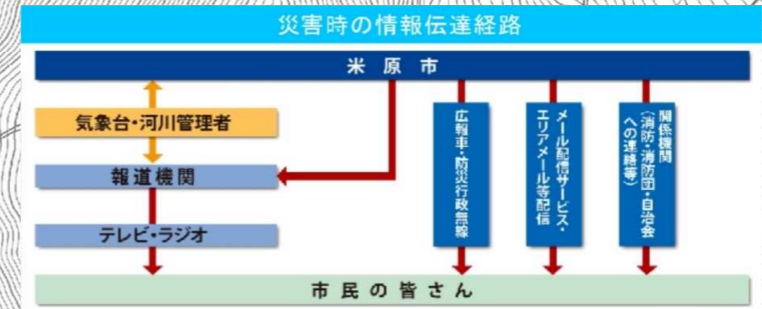 災害時の情報伝達経路
米原市
気象台・河川管理者
報道機関
テレビ・ラジオ
広報車・防災行政無線
メール配信サービス・
エリアメール等配信
関係機関
(消防・消防団・自治会
への連絡等)
市民の皆さん